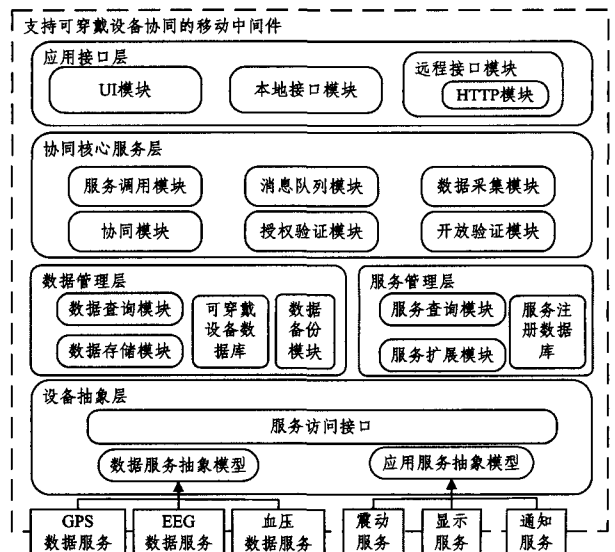 支持可穿戴设备协同的移动中间件
应用接口层
UI模块
本地接口模块
远程接口模块
HTTP模块
协同核心服务层
服务调用模块
消息队列模块
数据采集模块
协同模块
授权验证模块
开放验证模块
数据管理层
数据查询模块
数据存储模块
可穿戴
设备数
据库
数据
备份
模块
服务管理层
服务查询模块
服务扩展模块
服务注
册数据
库
设备抽象层
服务访问接口
数据服务抽象模型
应用服务抽象模型
GPS
数据服务
EEG
数据服务
血压
数据服务
震动
服务
显示
服务
通知
服务